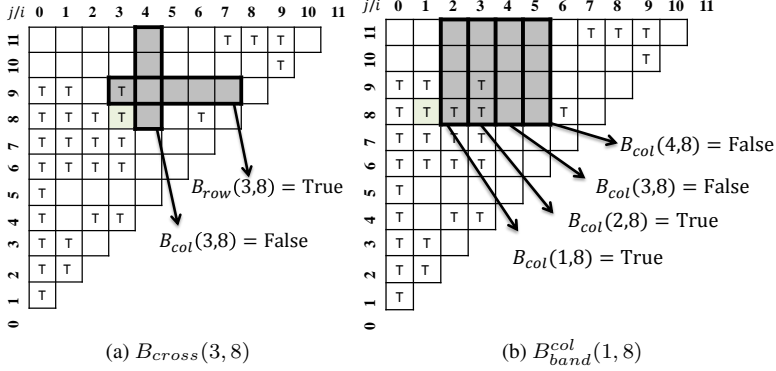 j/i 0 1 2 3 4 5 6 7 8 9 10 11
11 T T T
10 T
9 T T T
8 T T T T T
7 T T T T
6 T T T T
5 T
4 T T T
3 T T
2 T T
1 T
0
B_row(3,8) = True
B_col(3,8) = False
(a) B_cross(3, 8)
j/i 0 1 2 3 4 5 6 7 8 9 10 11
11 T T T
10 T
9 T T T
8 T T T T T
7 T T T T
6 T T T T
5 T
4 T T T
3 T T
2 T T
1 T
0
B_col(4,8) = False
B_col(3,8) = False
B_col(2,8) = True
B_col(1,8) = True
(b) B^col_band(1, 8)